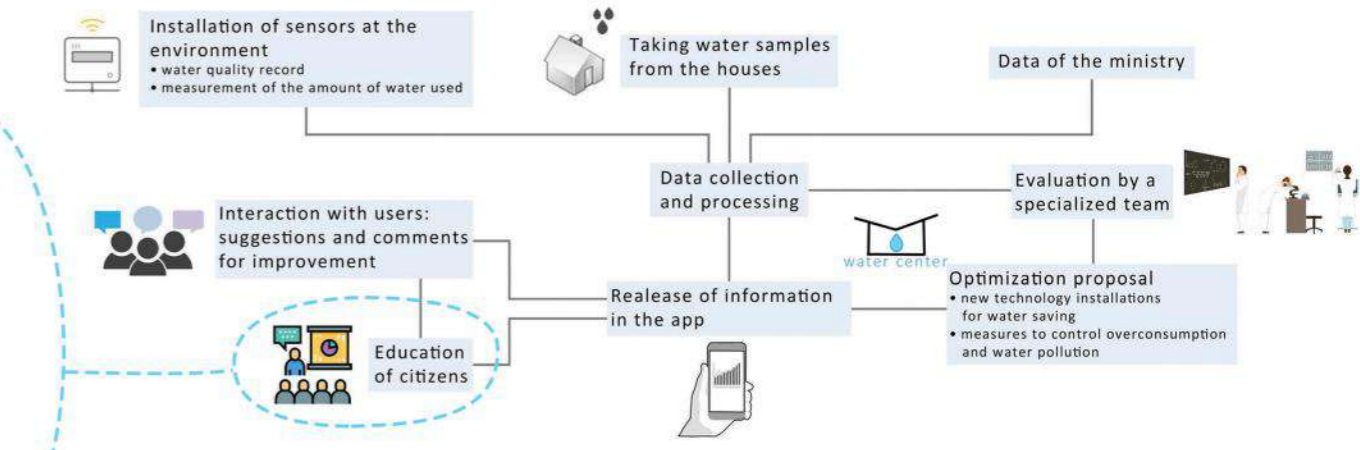 Installation of sensors at the
environment
• water quality record
• measurement of the amount of water used
Taking water samples
from the houses
Data of the ministry
Data collection
and processing
Evaluation by a
specialized team
Interaction with users:
suggestions and comments
for improvement
water center
Optimization proposal
• new technology installations
for water saving
• measures to control overconsumption
and water pollution
Realease of information
in the app
Education
of citizens